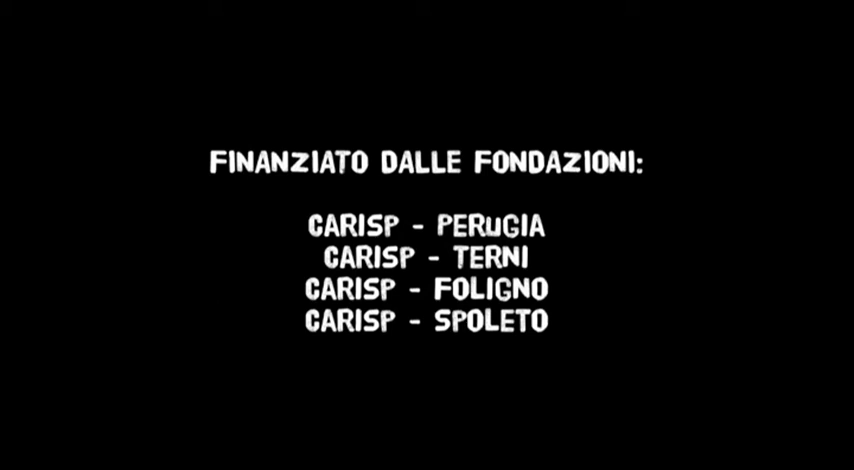 FINANZIATO DALLE FONDAZIONI:
CARISP - PERUGIA
CARISP - TERNI
CARISP - FOLIGNO
CARISP - SPOLETO